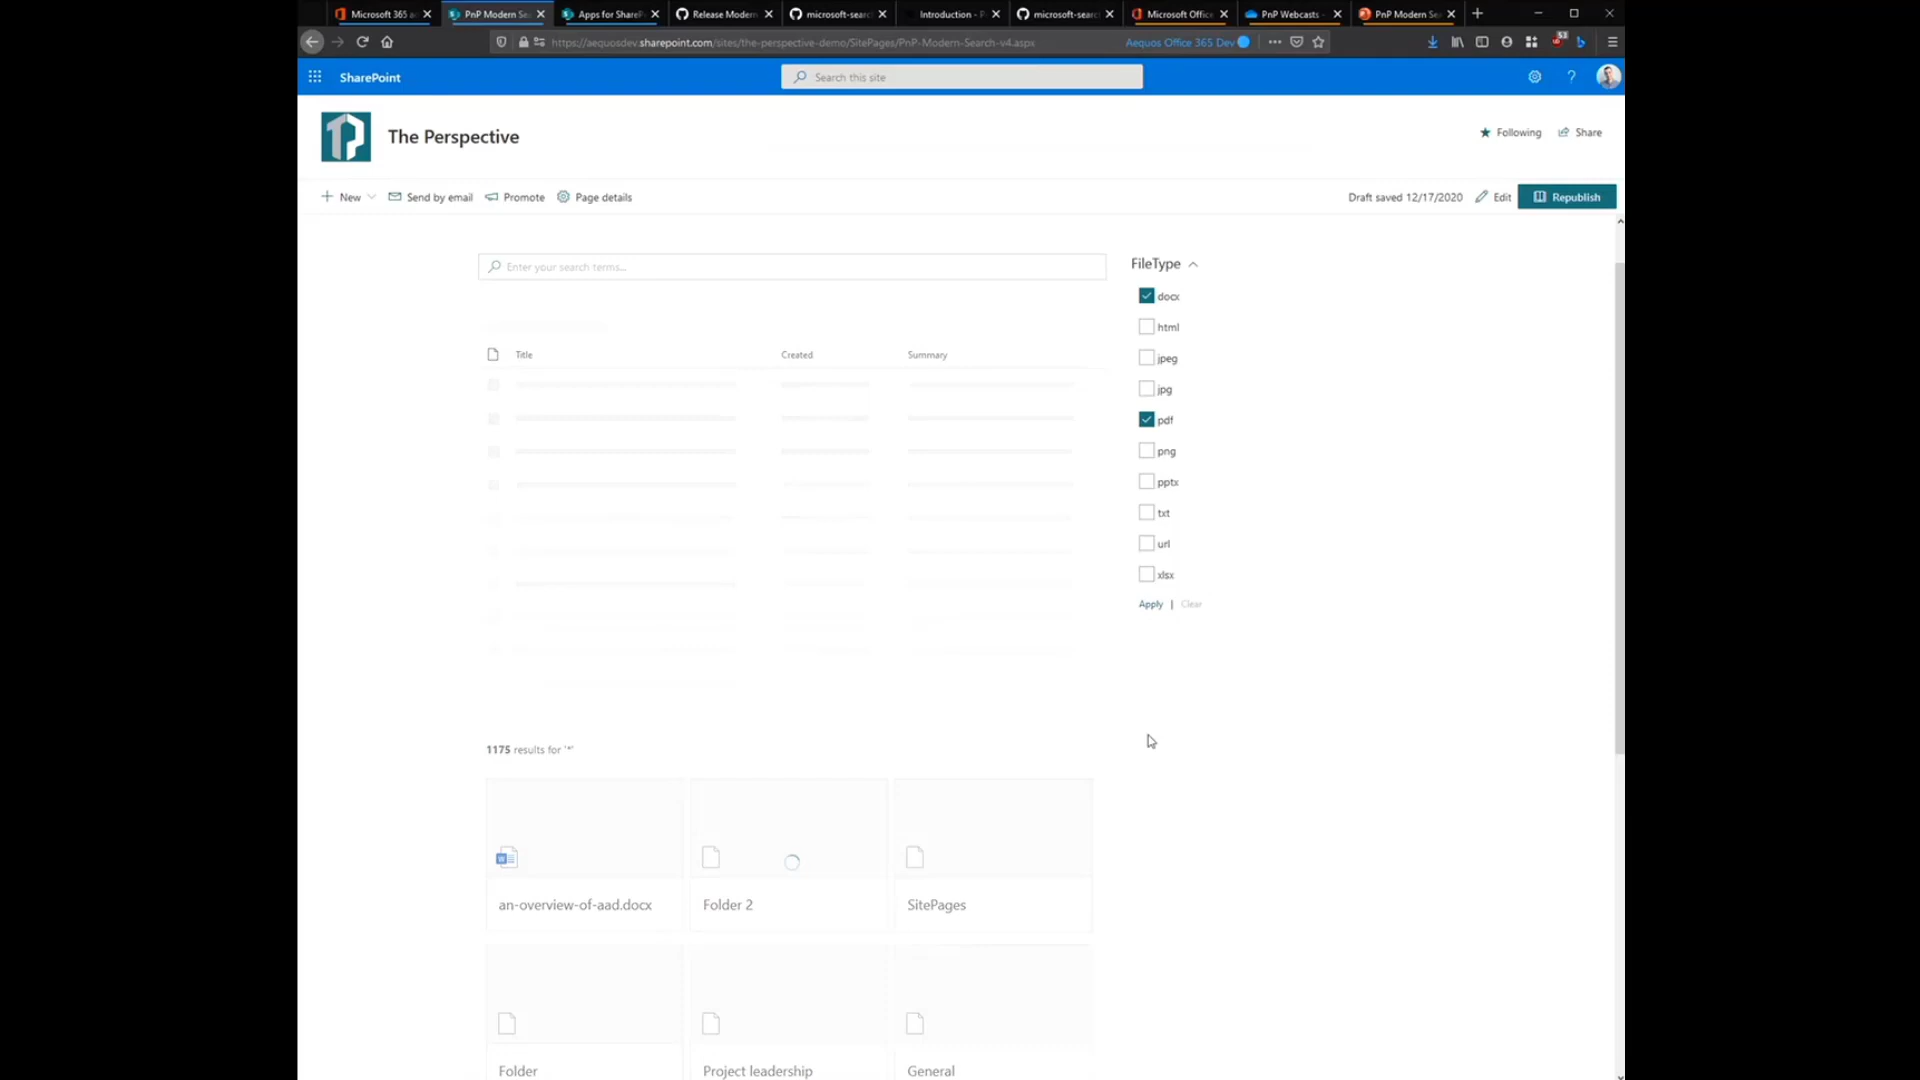 Microsoft 365 a
PnP Modern Se
Apps for ShareP
Release Modern
microsoft-searc
Introduction - P
microsoft-searc
Microsoft Office
PnP Webcasts -
PnP Modern Sea
https://aequosdev.sharepoint.com/sites/the-perspective-demo/SitePages/PnP-Modern-Search-v4.aspx
Aequos Office 365 Dev
53
SharePoint
Search this site
The Perspective
Following
Share
New
Send by email
Promote
Page details
Draft saved 12/17/2020
Edit
Republish
Enter your search terms...
FileType
docx
html
jpeg
jpg
pdf
png
pptx
txt
url
xlsx
Apply | Clear
Title
Created
Summary
1175 results for '*'
an-overview-of-aad.docx
Folder 2
SitePages
Folder
Project leadership
General